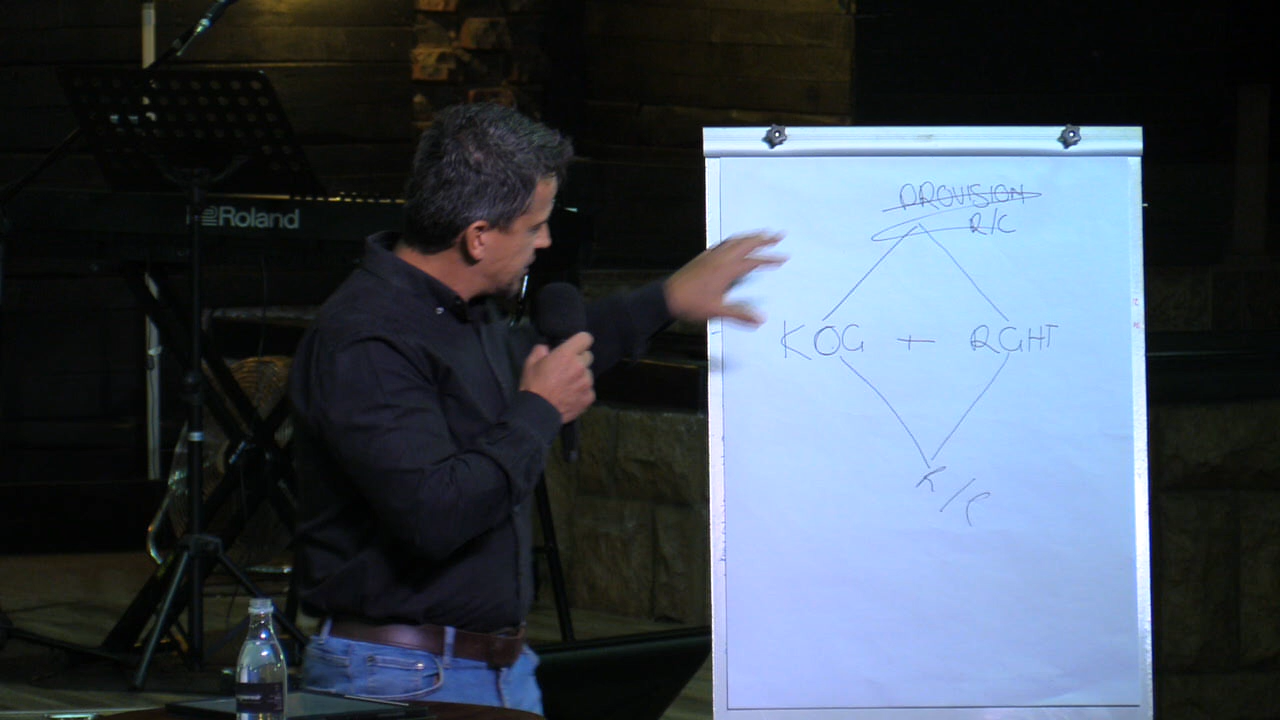 Roland
PROVISION
R/C
KOG + RGHT
R/C